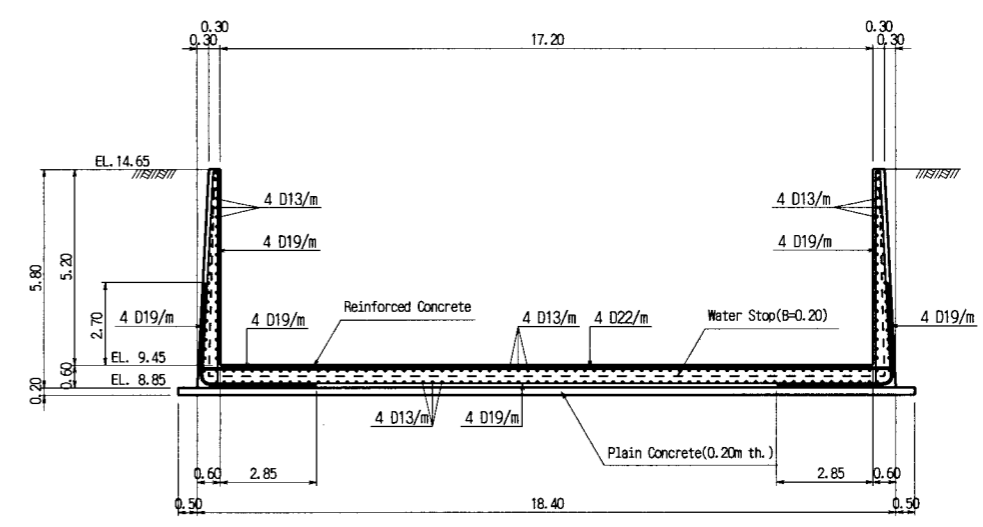 0.30 0.30
0.30 17.20 0.30
EL.14.65
4 D13/m 4 D13/m
4 D19/m 4 D19/m
5.80 5.20
2.70
4 D19/m 4 D19/m Reinforced Concrete 4 D13/m 4 D22/m Water Stop(B=0.20) 4 D19/m
EL. 9.45
0.60
EL. 8.85
0.20
4 D13/m 4 D19/m
Plain Concrete(0.20m th.)
0.60 2.85 2.85 0.60
0.50 18.40 0.50